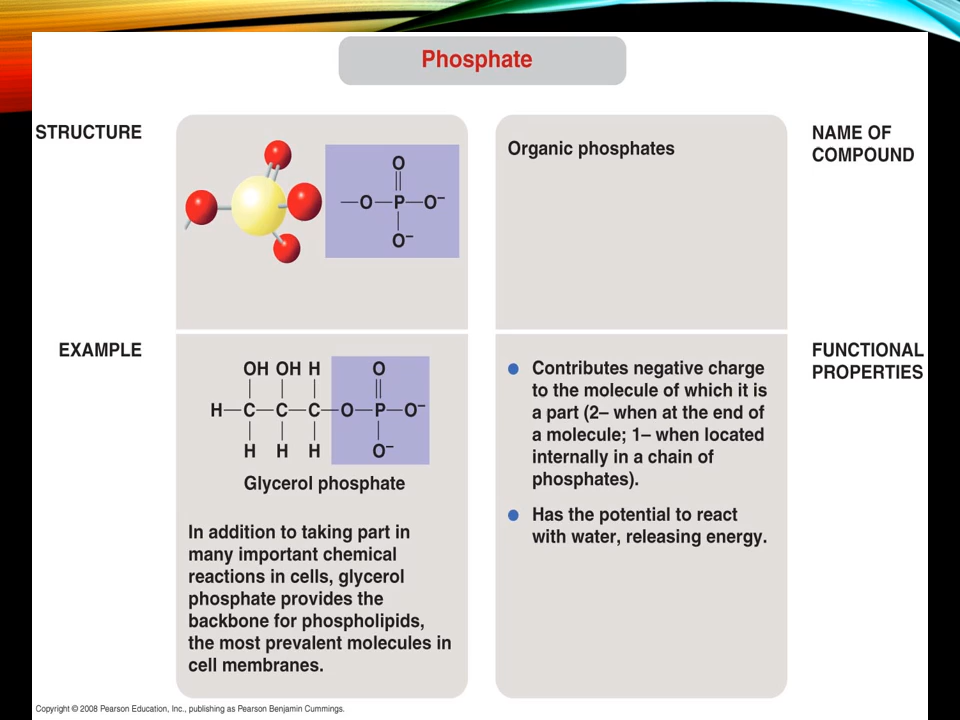 Phosphate
STRUCTURE
O
—O—P—O–
O–
Organic phosphates
NAME OF
COMPOUND
EXAMPLE
OH OH H O
H—C—C—C—O—P—O–
H H H O–
Glycerol phosphate
In addition to taking part in
many important chemical
reactions in cells, glycerol
phosphate provides the
backbone for phospholipids,
the most prevalent molecules in
cell membranes.
• Contributes negative charge
to the molecule of which it is
a part (2– when at the end of
a molecule; 1– when located
internally in a chain of
phosphates).
• Has the potential to react
with water, releasing energy.
FUNCTIONAL
PROPERTIES
Copyright © 2008 Pearson Education, Inc., publishing as Pearson Benjamin Cummings.